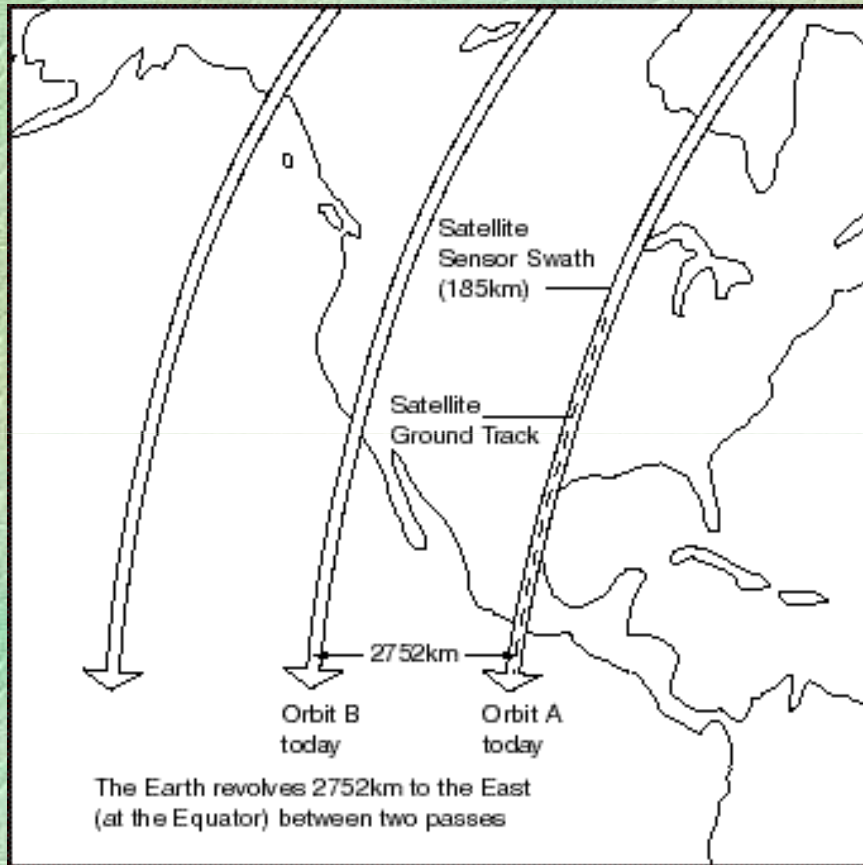 Satellite
Sensor Swath
(185km)
Satellite
Ground Track
2752km
Orbit B
today
Orbit A
today
The Earth revolves 2752km to the East
(at the Equator) between two passes